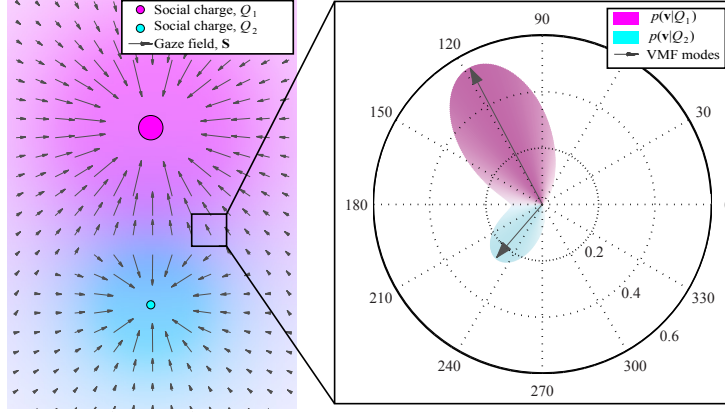 Social charge, Q₁
Social charge, Q₂
Gaze field, S
p(v|Q₁)
p(v|Q₂)
VMF modes
90
120
150
30
180
0.2
210
0.4
330
0.6
240
300
270